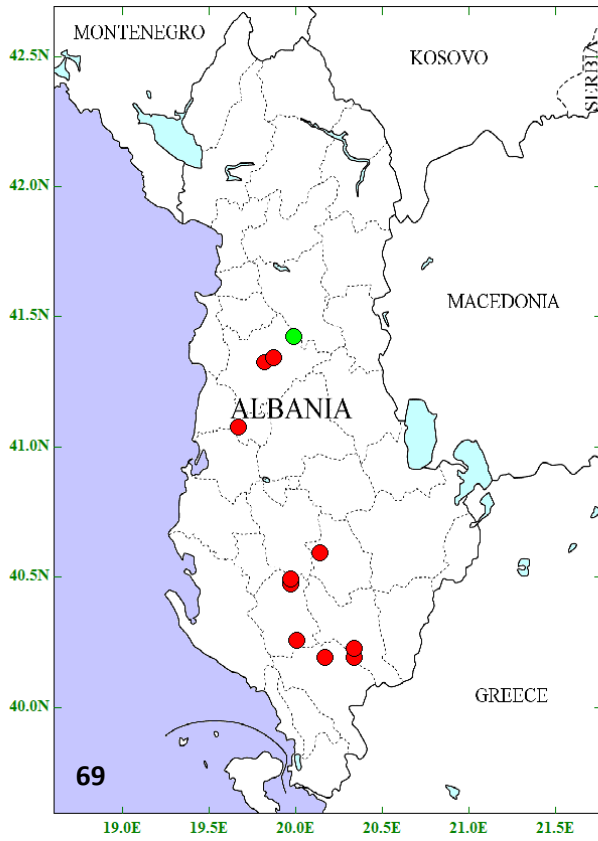 MONTENEGRO
KOSOVO
SERBIA
42.5N
42.0N
41.5N
MACEDONIA
ALBANIA
41.0N
40.5N
40.0N
GREECE
69
19.0E 19.5E 20.0E 20.5E 21.0E 21.5E